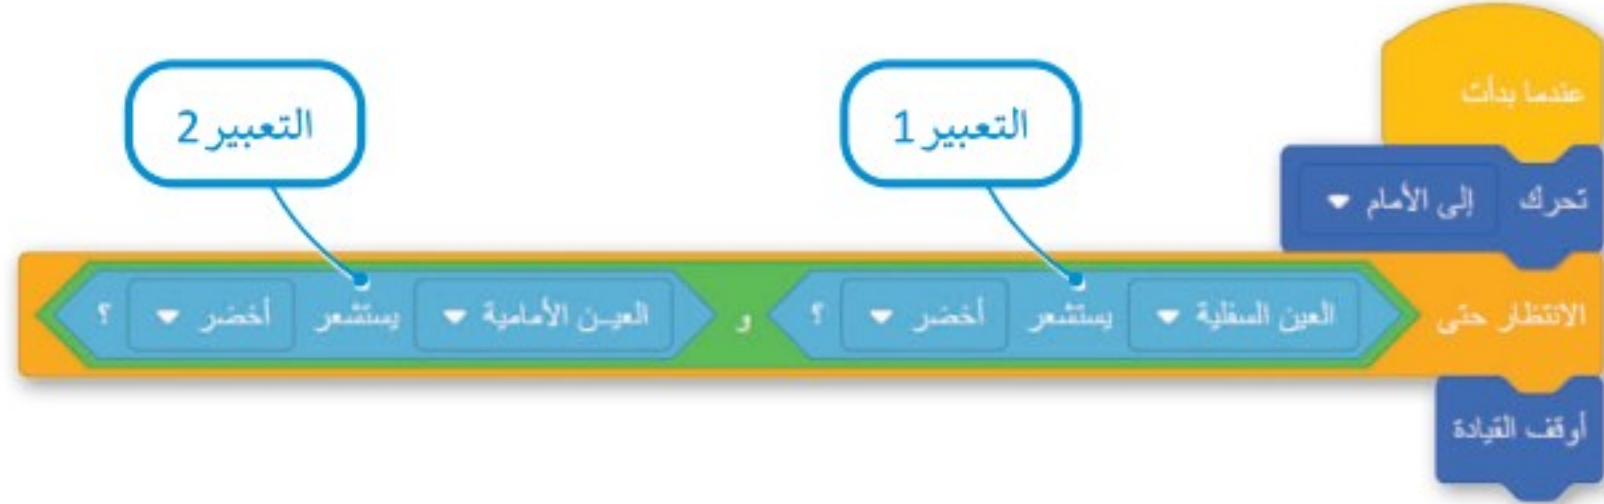 عندما بدأت
التعبير 1
التعبير 2
تحرك إلى الأمام
الانتظار حتى العين السفلية يستشعر أخضر ؟ و العين الأمامية يستشعر أخضر ؟
أوقف القيادة